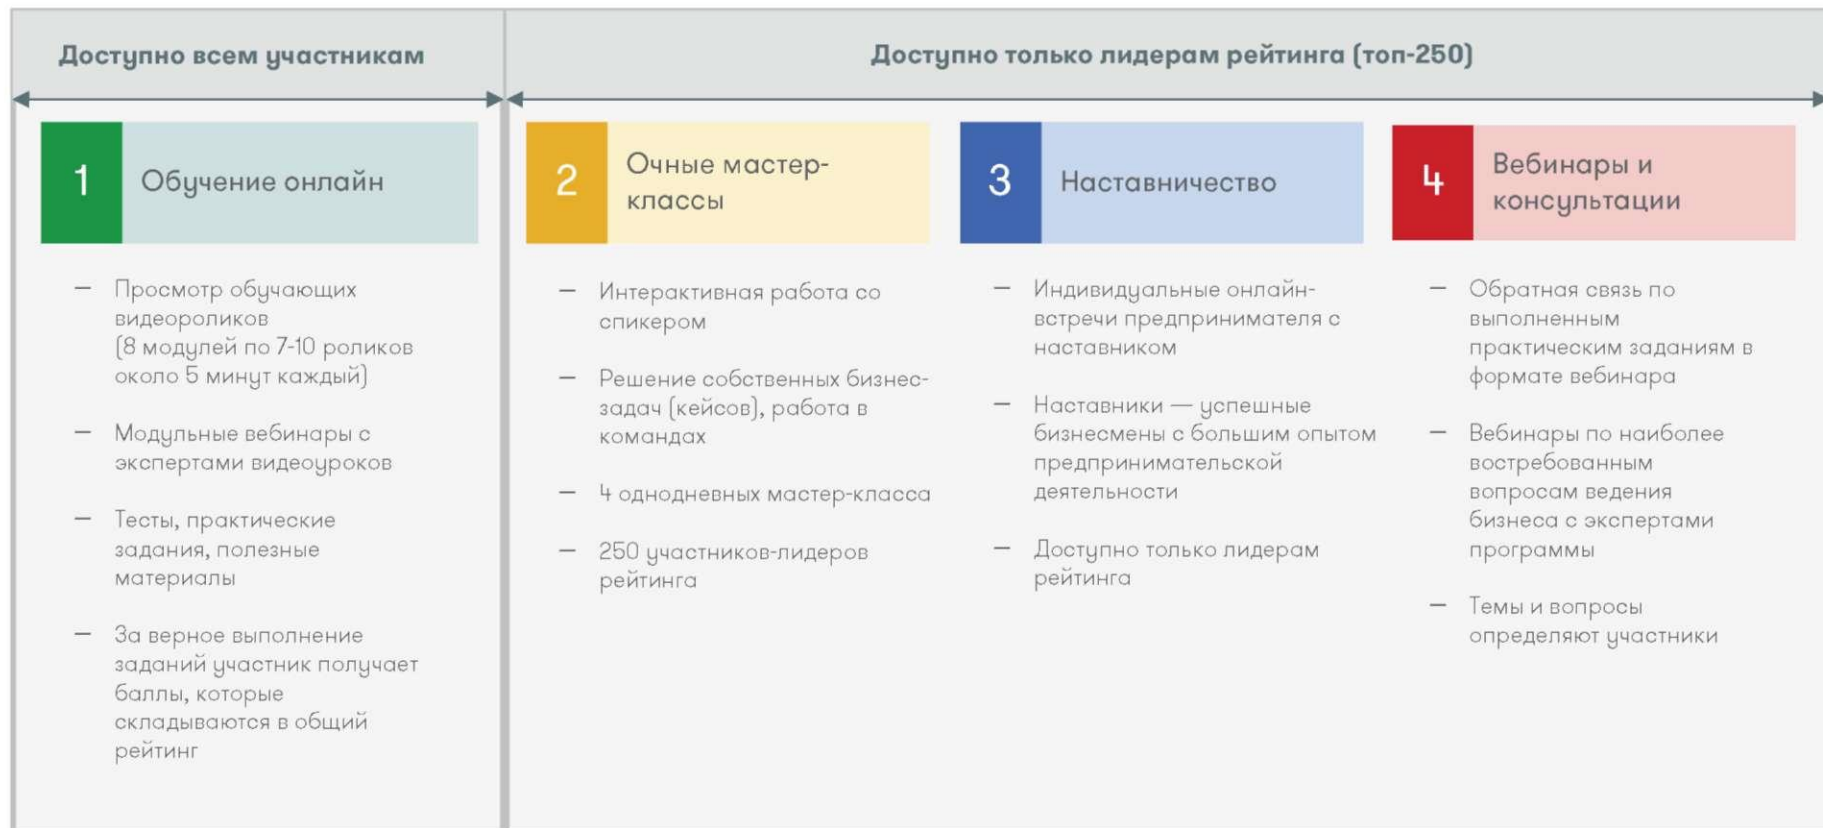 Доступно всем участникам
Доступно только лидерам рейтинга (топ-250)
1
Обучение онлайн
— Просмотр обучающих
видеороликов
(8 модулей по 7-10 роликов
около 5 минут каждый)
— Модульные вебинары с
экспертами видеоуроков
— Тесты, практические
задания, полезные
материалы
— За верное выполнение
заданий участник получает
баллы, которые
складываются в общий
рейтинг
2
Очные мастер-
классы
— Интерактивная работа со
спикером
— Решение собственных бизнес-
задач (кейсов), работа в
командах
— 4 однодневных мастер-класса
— 250 участников-лидеров
рейтинга
3
Наставничество
— Индивидуальные онлайн-
встречи предпринимателя с
наставником
— Наставники — успешные
бизнесмены с большим опытом
предпринимательской
деятельности
— Доступно только лидерам
рейтинга
4
Вебинары и
консультации
— Обратная связь по
выполненным
практическим заданиям в
формате вебинара
— Вебинары по наиболее
востребованным
вопросам ведения
бизнеса с экспертами
программы
— Темы и вопросы
определяют участники